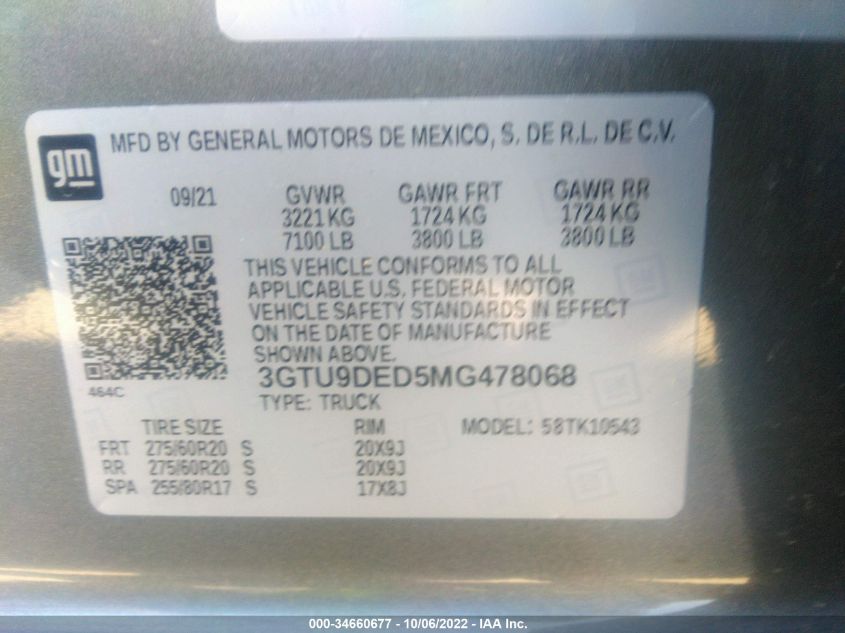 MFD BY GENERAL MOTORS DE MEXICO, S. DE R.L. DE C.V.
gm
09/21 GVWR GAWR FRT GAWR RR
3221 KG 1724 KG 1724 KG
7100 LB 3800 LB 3800 LB
THIS VEHICLE CONFORMS TO ALL
APPLICABLE U.S. FEDERAL MOTOR
VEHICLE SAFETY STANDARDS IN EFFECT
ON THE DATE OF MANUFACTURE
SHOWN ABOVE.
3GTU9DED5MG478068
464C
TYPE: TRUCK
TIRE SIZE RIM MODEL: 58TK10543
FRT 275/60R20 S 20X9J
RR 275/60R20 S 20X9J
SPA 255/80R17 S 17X8J
000-34660677 - 10/06/2022 - IAA Inc.